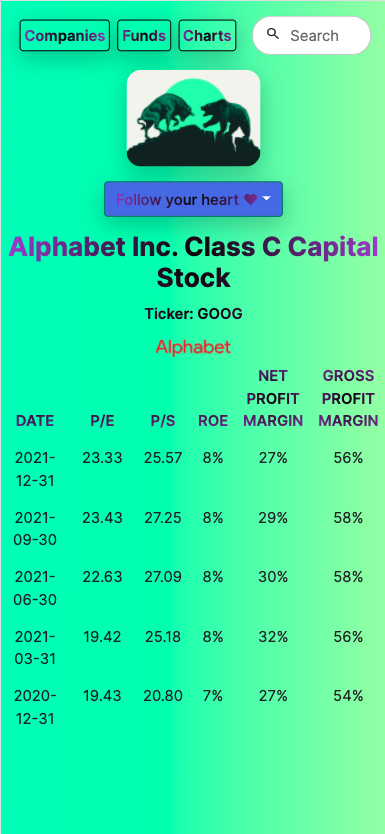 Companies Funds Charts Search
Follow your heart
Alphabet Inc. Class C Capital
Stock
Ticker: GOOG
Alphabet
DATE P/E P/S ROE NET PROFIT MARGIN GROSS PROFIT MARGIN
2021-12-31 23.33 25.57 8% 27% 56%
2021-09-30 23.43 27.25 8% 29% 58%
2021-06-30 22.63 27.09 8% 30% 58%
2021-03-31 19.42 25.18 8% 32% 56%
2020-12-31 19.43 20.80 7% 27% 54%